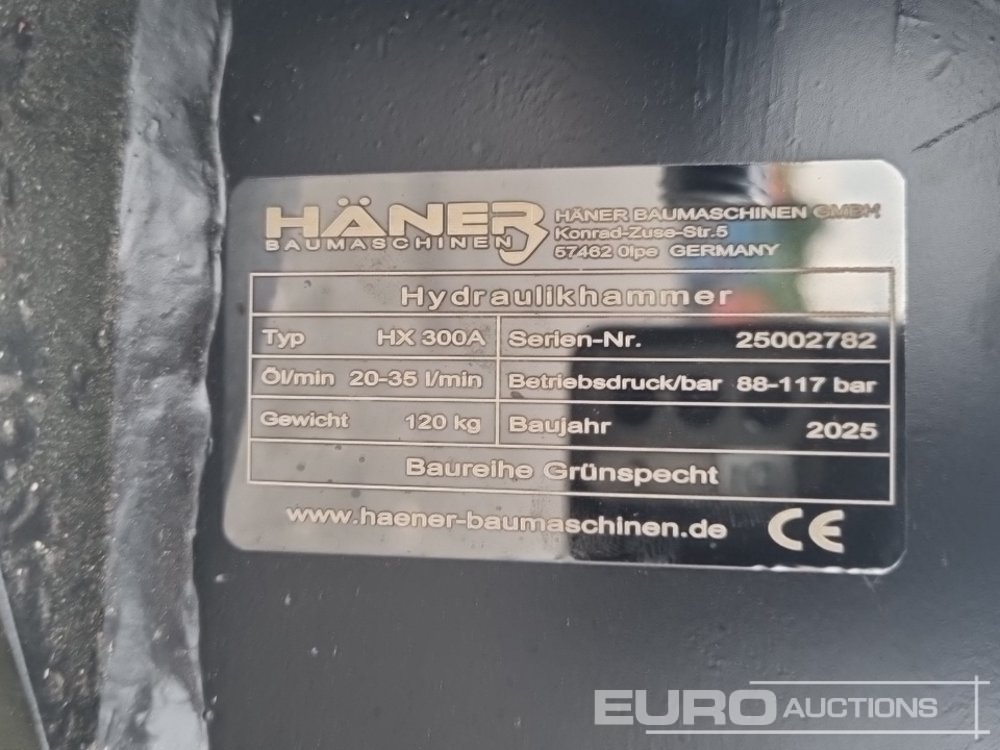 HÄNER
BAUMASCHINEN
HÄNER BAUMASCHINEN GMBH
Konrad-Zuse-Str.5
57462 Olpe GERMANY
Hydraulikhammer
Typ HX 300A Serien-Nr. 25002782
Öl/min 20-35 l/min Betriebsdruck/bar 88-117 bar
Gewicht 120 kg Baujahr 2025
Baureihe Grünspecht
www.haener-baumaschinen.de CE
EURO AUCTIONS